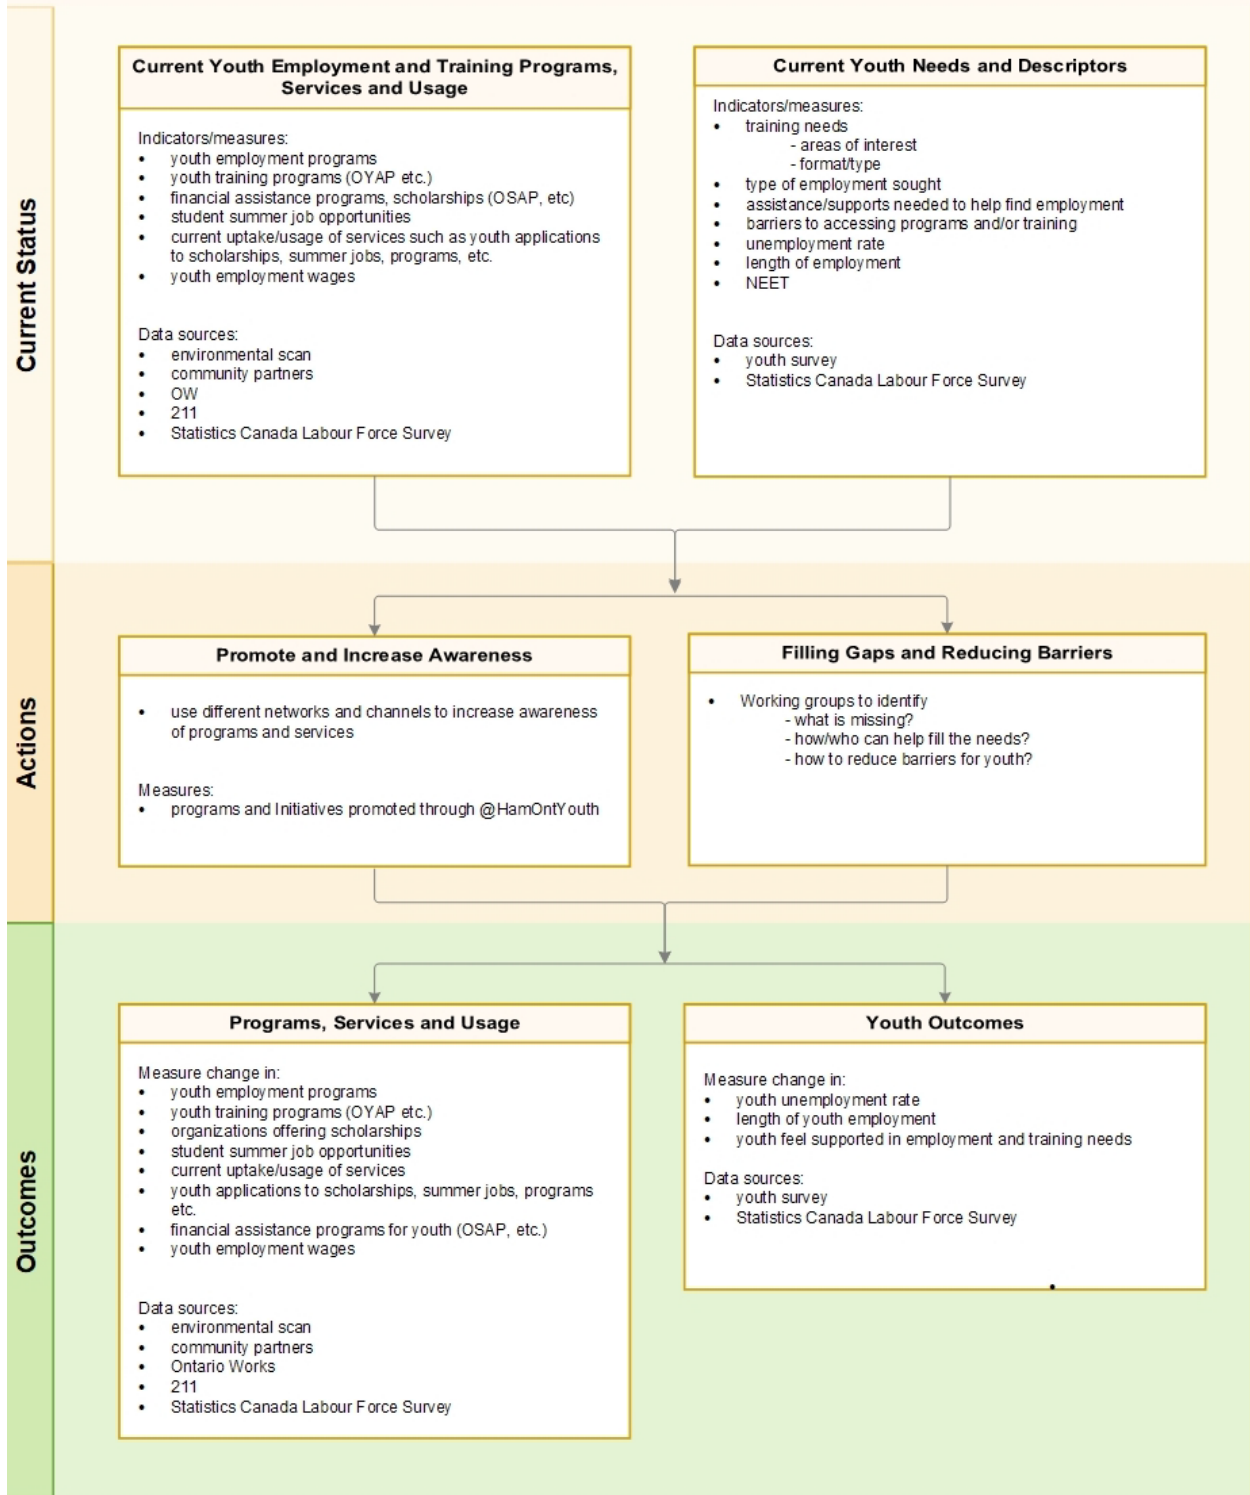 Current Status
Current Youth Employment and Training Programs,
Services and Usage
Indicators/measures:
• youth employment programs
• youth training programs (OYAP etc.)
• financial assistance programs, scholarships (OSAP, etc)
• student summer job opportunities
• current uptake/usage of services such as youth applications
to scholarships, summer jobs, programs, etc.
• youth employment wages
Data sources:
• environmental scan
• community partners
• OW
• 211
• Statistics Canada Labour Force Survey
Current Youth Needs and Descriptors
Indicators/measures:
• training needs
- areas of interest
- format/type
• type of employment sought
• assistance/supports needed to help find employment
• barriers to accessing programs and/or training
• unemployment rate
• length of employment
• NEET
Data sources:
• youth survey
• Statistics Canada Labour Force Survey
Actions
Promote and Increase Awareness
• use different networks and channels to increase awareness
of programs and services
Measures:
• programs and Initiatives promoted through @HamOntYouth
Filling Gaps and Reducing Barriers
• Working groups to identify
- what is missing?
- how/who can help fill the needs?
- how to reduce barriers for youth?
Outcomes
Programs, Services and Usage
Measure change in:
• youth employment programs
• youth training programs (OYAP etc.)
• organizations offering scholarships
• student summer job opportunities
• current uptake/usage of services
• youth applications to scholarships, summer jobs, programs
etc.
• financial assistance programs for youth (OSAP, etc.)
• youth employment wages
Data sources:
• environmental scan
• community partners
• Ontario Works
• 211
• Statistics Canada Labour Force Survey
Youth Outcomes
Measure change in:
• youth unemployment rate
• length of youth employment
• youth feel supported in employment and training needs
Data sources:
• youth survey
• Statistics Canada Labour Force Survey
•